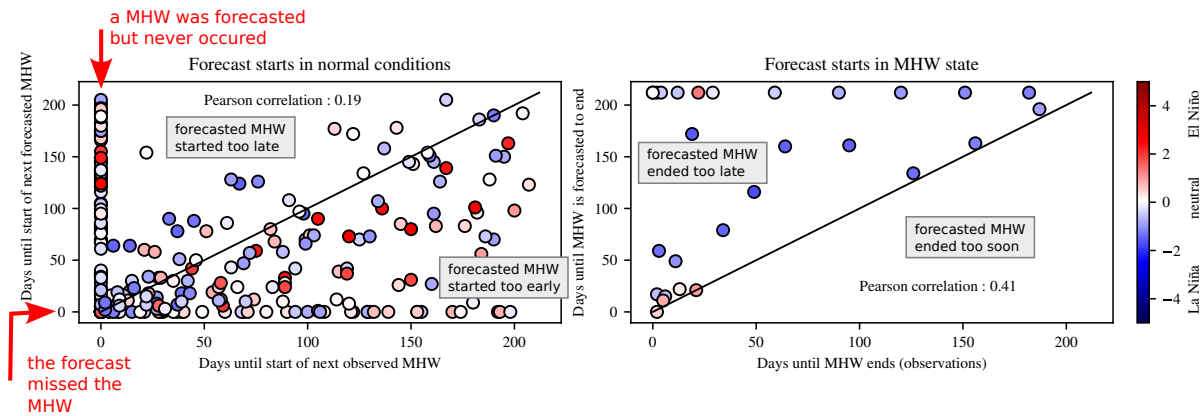 a MHW was forecasted
but never occured
Forecast starts in normal conditions
Days until start of next forecasted MHW
200
150
100
50
0
Pearson correlation : 0.19
forecasted MHW
started too late
forecasted MHW
started too early
0
50
100
150
200
Days until start of next observed MHW
the forecast
missed the
MHW
Forecast starts in MHW state
Days until MHW is forecasted to end
200
150
100
50
0
forecasted MHW
ended too late
forecasted MHW
ended too soon
Pearson correlation : 0.41
0
50
100
150
200
Days until MHW ends (observations)
4
2
0
−2
−4
El Niño
neutral
La Niña